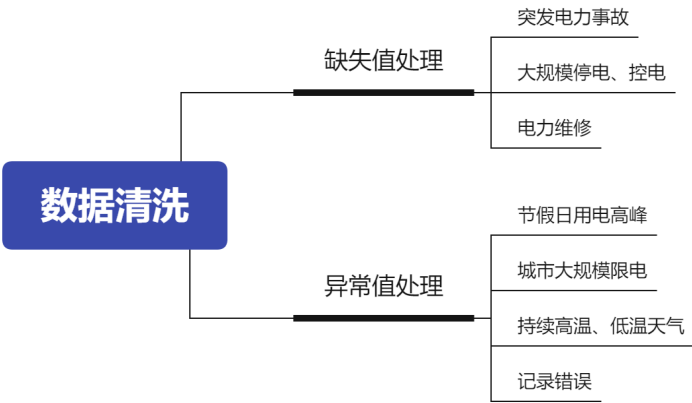 数据清洗
缺失值处理
突发电力事故
大规模停电、控电
电力维修
异常值处理
节假日用电高峰
城市大规模限电
持续高温、低温天气
记录错误